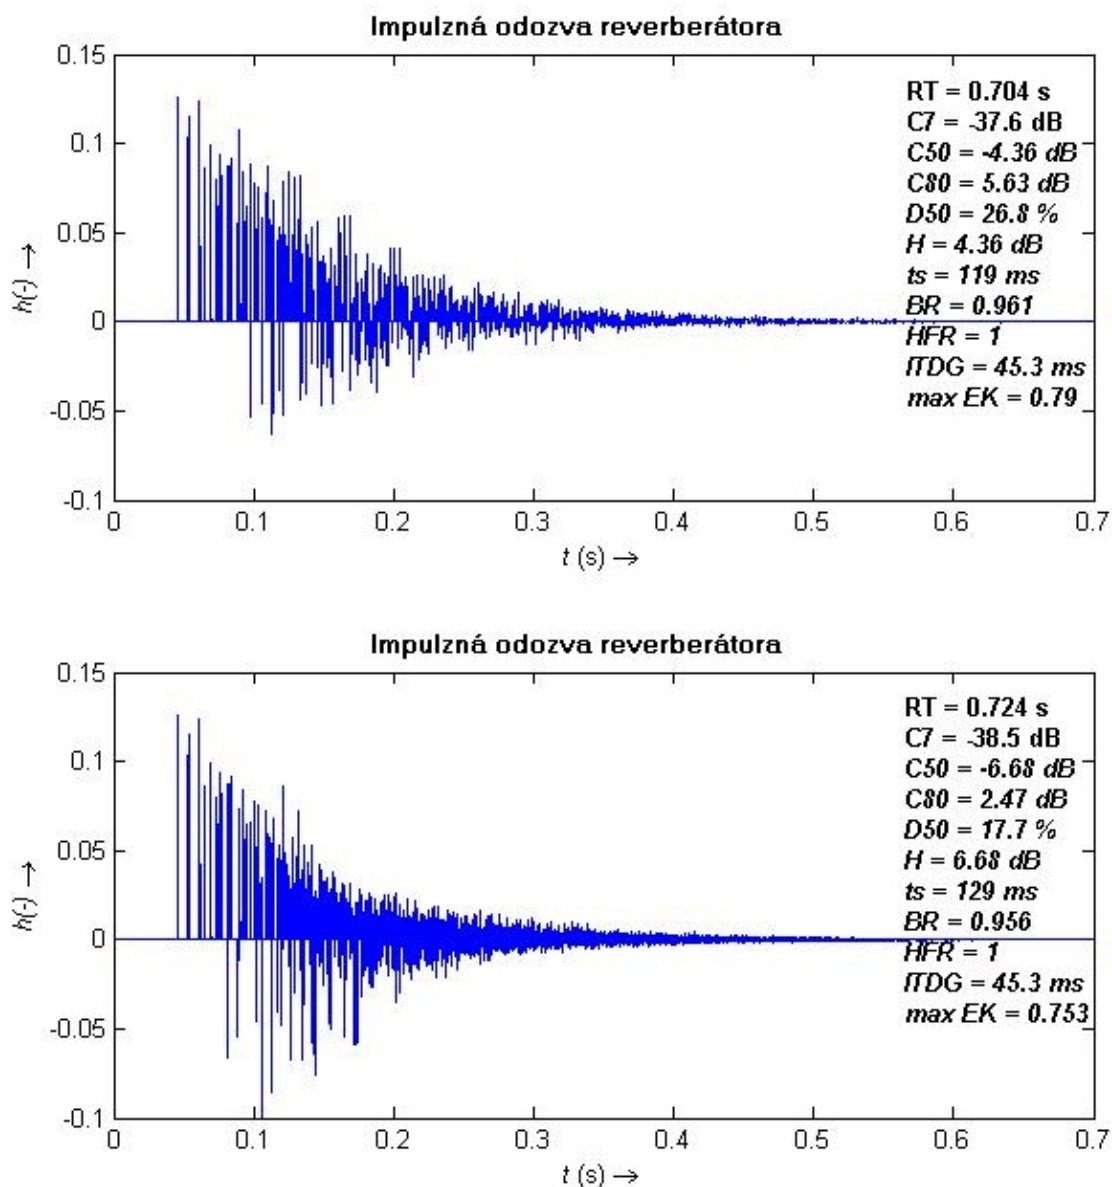 Impulzná odozva reverberátora
0.15
0.1
0.05
0
-0.05
-0.1
h(-) →
RT = 0.704 s
C7 = -37.6 dB
C50 = -4.36 dB
C80 = 5.63 dB
D50 = 26.8 %
H = 4.36 dB
ts = 119 ms
BR = 0.961
HFR = 1
ITDG = 45.3 ms
max EK = 0.79
0 0.1 0.2 0.3 0.4 0.5 0.6 0.7
t (s) →
Impulzná odozva reverberátora
0.15
0.1
0.05
0
-0.05
-0.1
h(-) →
RT = 0.724 s
C7 = -38.5 dB
C50 = -6.68 dB
C80 = 2.47 dB
D50 = 17.7 %
H = 6.68 dB
ts = 129 ms
BR = 0.956
HFR = 1
ITDG = 45.3 ms
max EK = 0.753
0 0.1 0.2 0.3 0.4 0.5 0.6 0.7
t (s) →